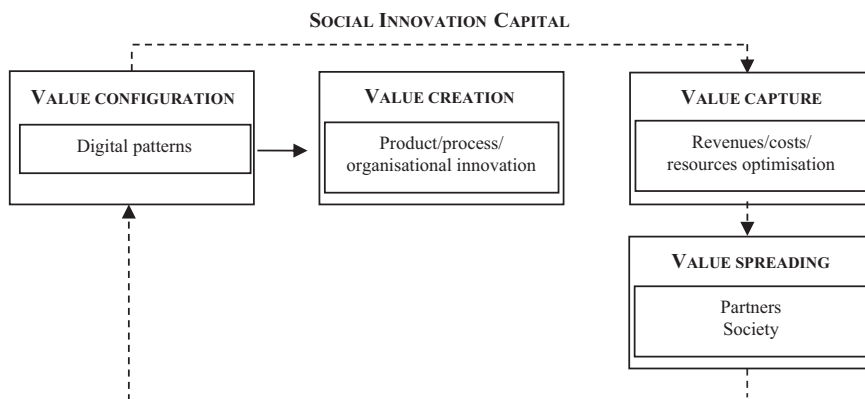 SOCIAL INNOVATION CAPITAL
VALUE CONFIGURATION
Digital patterns
VALUE CREATION
Product/process/
organisational innovation
VALUE CAPTURE
Revenues/costs/
resources optimisation
VALUE SPREADING
Partners
Society